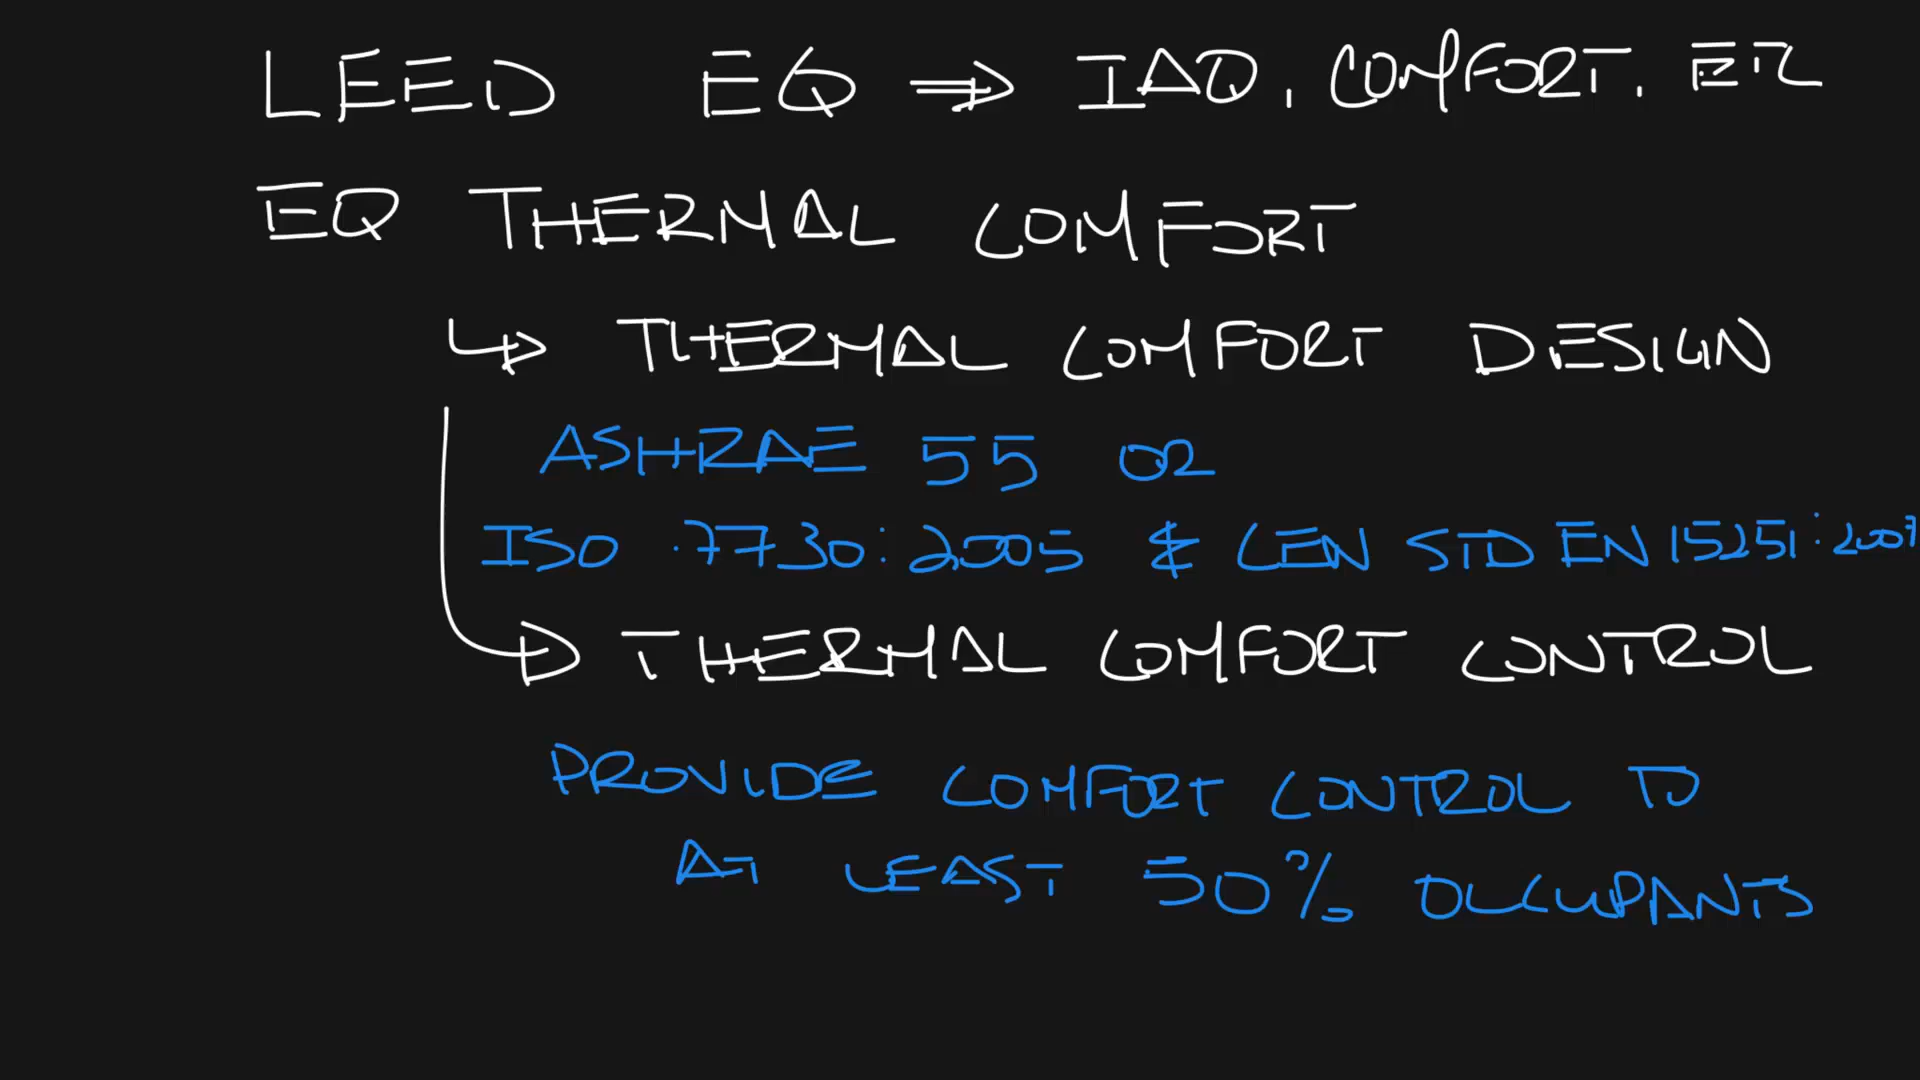 LEED EQ ⇒ IAQ, COMFORT, ETC
EQ THERMAL COMFORT
↳ THERMAL COMFORT DESIGN
ASHRAE 55 OR
ISO 7730:2005 & CEN STD EN 15251:2007
↳ THERMAL COMFORT CONTROL
PROVIDE COMFORT CONTROL TO
AT LEAST 50% OCCUPANTS